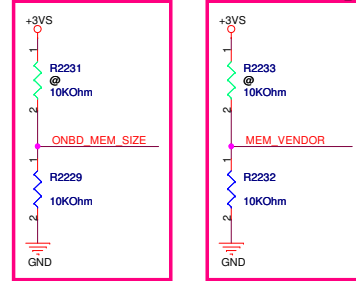 +3VS
1
R2231
@
10KOhm
2
ONBD_MEM_SIZE
1
R2229
10KOhm
2
GND
+3VS
1
R2233
@
10KOhm
2
MEM_VENDOR
1
R2232
10KOhm
2
GND